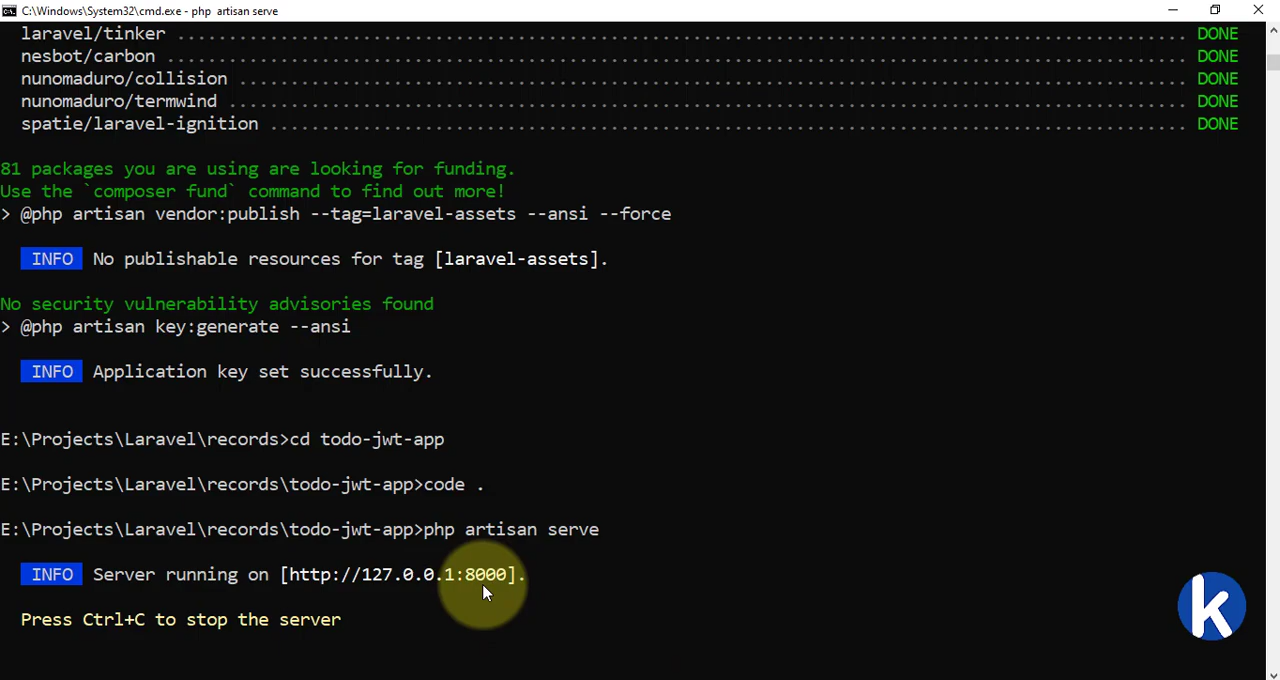 C:\Windows\System32\cmd.exe - php  artisan serve
laravel/tinker ................................................................................................. DONE
nesbot/carbon .................................................................................................. DONE
nunomaduro/collision ........................................................................................... DONE
nunomaduro/termwind ............................................................................................ DONE
spatie/laravel-ignition ........................................................................................ DONE
81 packages you are using are looking for funding.
Use the `composer fund` command to find out more!
> @php artisan vendor:publish --tag=laravel-assets --ansi --force
INFO  No publishable resources for tag [laravel-assets].
No security vulnerability advisories found
> @php artisan key:generate --ansi
INFO  Application key set successfully.
E:\Projects\Laravel\records>cd todo-jwt-app
E:\Projects\Laravel\records\todo-jwt-app>code .
E:\Projects\Laravel\records\todo-jwt-app>php artisan serve
INFO  Server running on [http://127.0.0.1:8000].
Press Ctrl+C to stop the server
k